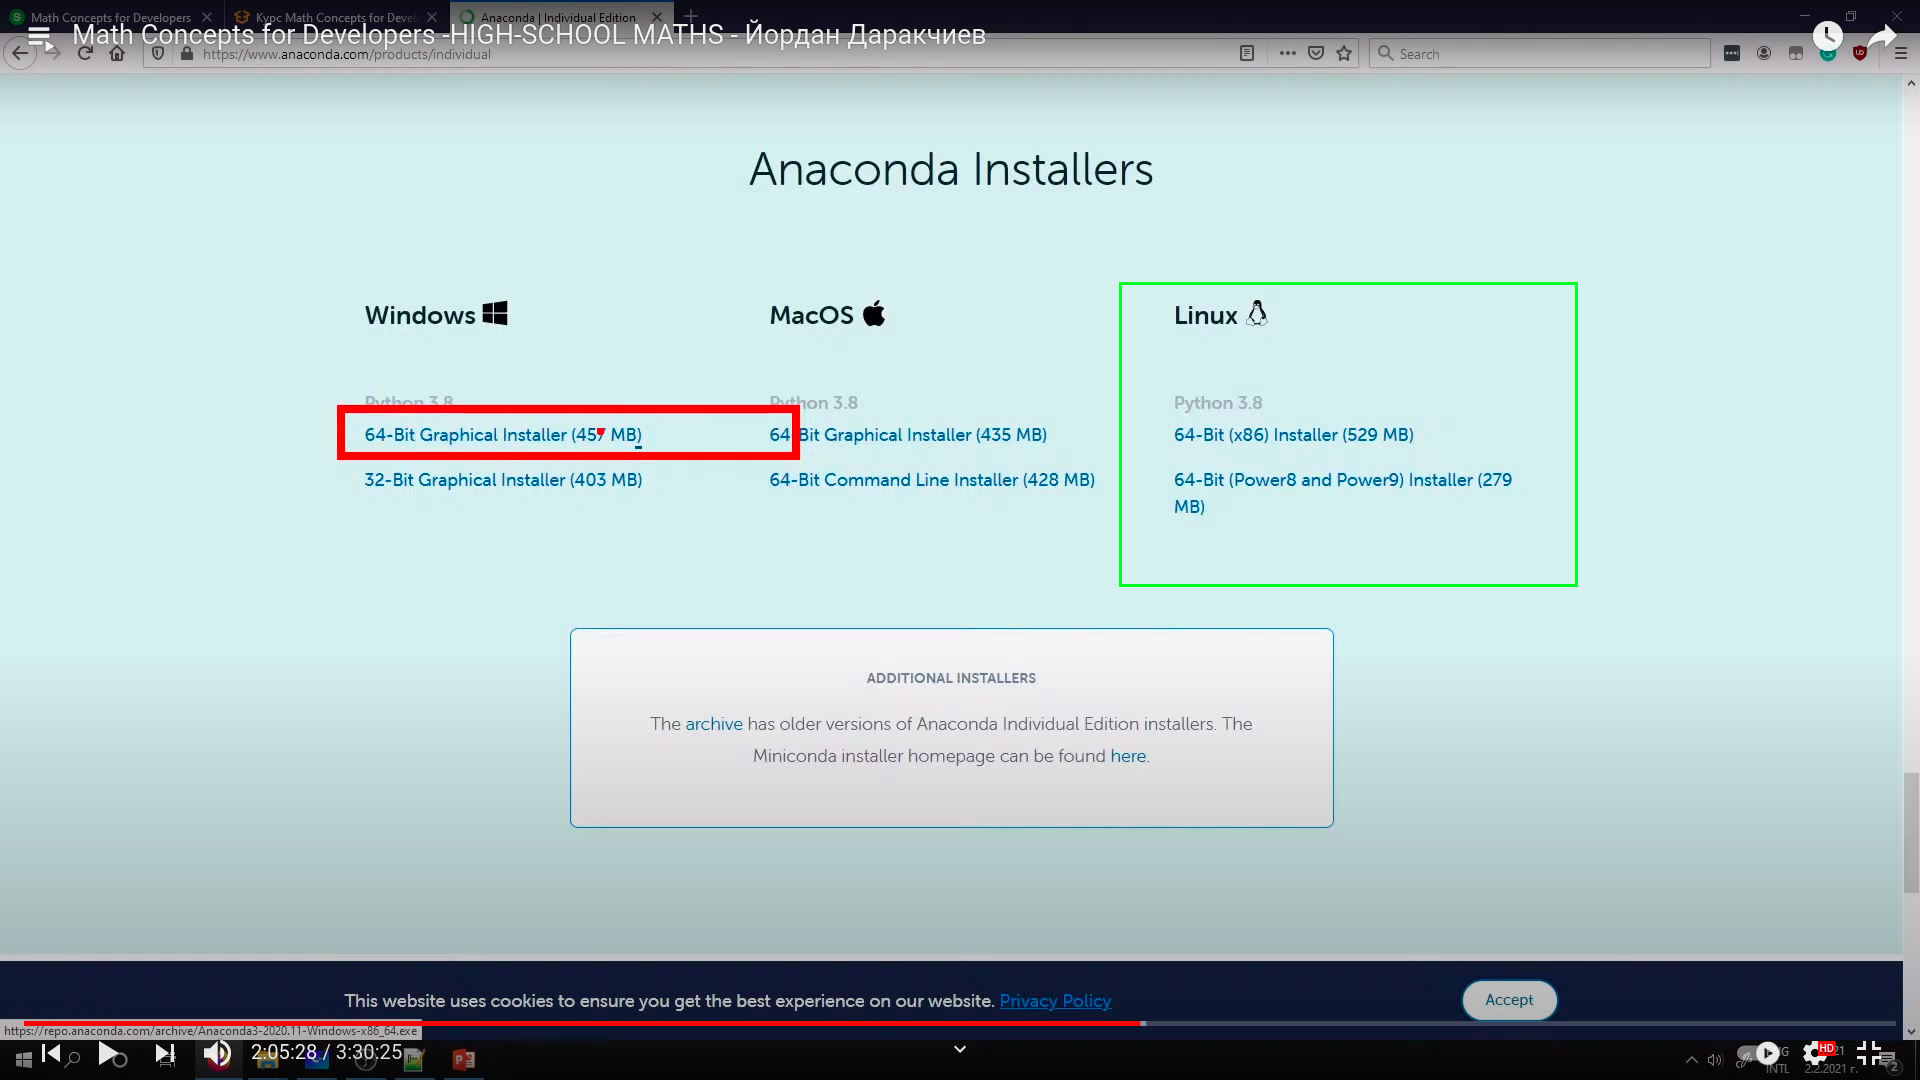 Math Concepts for Developers
Курс Math Concepts for Devel
Anaconda | Individual Edition
Math Concepts for Developers -HIGH-SCHOOL MATHS - Йордан Даракчиев
https://www.anaconda.com/products/individual
Search
Anaconda Installers
Windows
MacOS
Linux
Python 3.8
Python 3.8
Python 3.8
64-Bit Graphical Installer (457 MB)
64-Bit Graphical Installer (435 MB)
64-Bit (x86) Installer (529 MB)
32-Bit Graphical Installer (403 MB)
64-Bit Command Line Installer (428 MB)
64-Bit (Power8 and Power9) Installer (279
MB)
ADDITIONAL INSTALLERS
The archive has older versions of Anaconda Individual Edition installers. The
Miniconda installer homepage can be found here.
This website uses cookies to ensure you get the best experience on our website. Privacy Policy
Accept
https://repo.anaconda.com/archive/Anaconda3-2020.11-Windows-x86_64.exe
2:05:28 / 3:30:25
HD
INTL
2.2.2021 г.
2